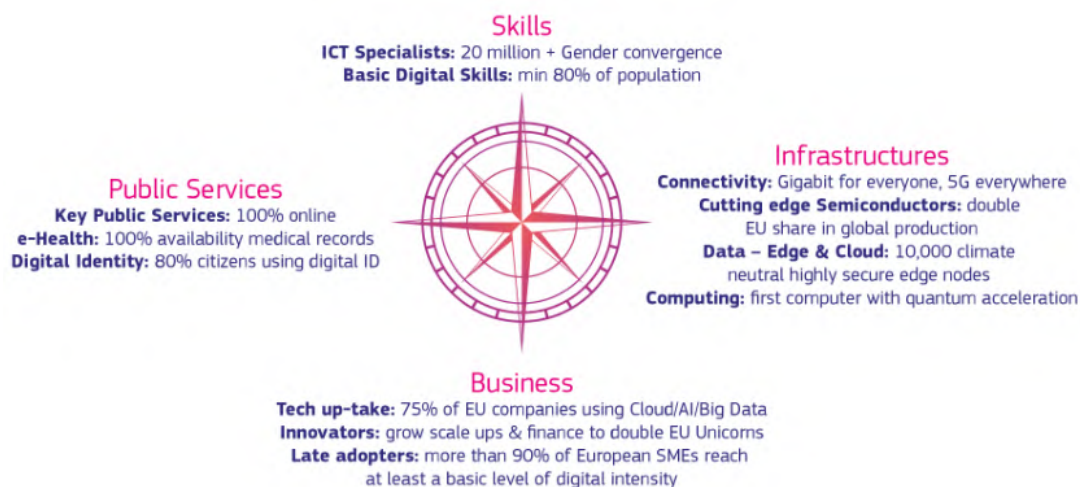 Skills
ICT Specialists: 20 million + Gender convergence
Basic Digital Skills: min 80% of population
Public Services
Key Public Services: 100% online
e-Health: 100% availability medical records
Digital Identity: 80% citizens using digital ID
Infrastructures
Connectivity: Gigabit for everyone, 5G everywhere
Cutting edge Semiconductors: double
EU share in global production
Data – Edge & Cloud: 10,000 climate
neutral highly secure edge nodes
Computing: first computer with quantum acceleration
Business
Tech up-take: 75% of EU companies using Cloud/AI/Big Data
Innovators: grow scale ups & finance to double EU Unicorns
Late adopters: more than 90% of European SMEs reach
at least a basic level of digital intensity